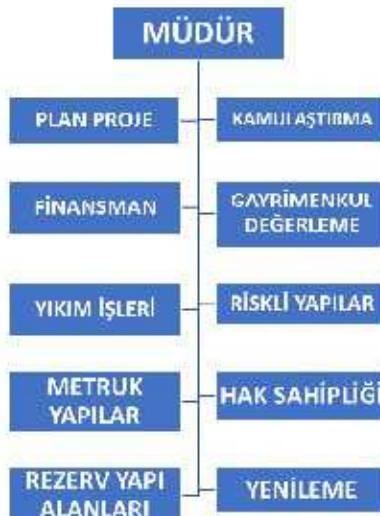 MÜDÜR
PLAN PROJE
KAMULAŞTIRMA
FİNANSMAN
GAYRİMENKUL
DEĞERLEME
YIKIM İŞLERİ
RİSKLİ YAPILAR
METRUK
YAPILAR
HAK SAHİPLİĞİ
REZERV YAPI
ALANLARI
YENİLEME